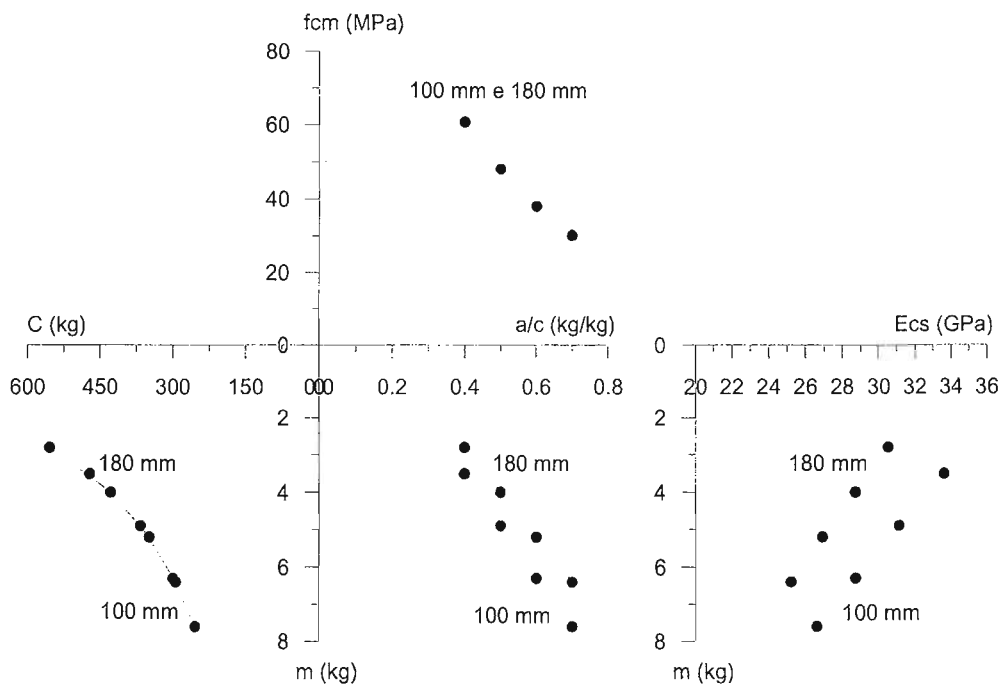 fcm (MPa)
80
100 mm e 180 mm
60
40
20
C (kg)
a/c (kg/kg)
Ecs (GPa)
0
0
600 450 300 150 0
0 0.2 0.4 0.6 0.8
20 22 24 26 28 30 32 34 36
2
2
180 mm
180 mm
180 mm
4
4
6
6
100 mm
100 mm
100 mm
8
8
m (kg)
m (kg)